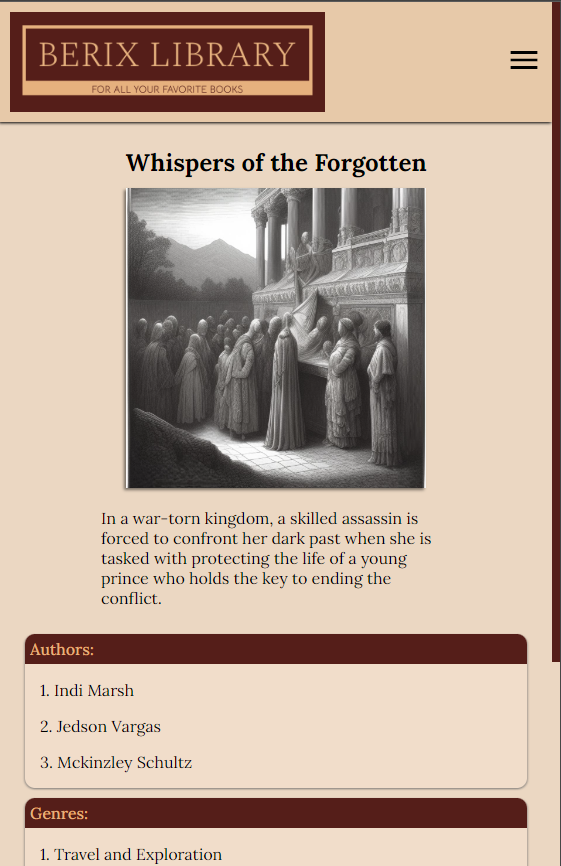 BERIX LIBRARY
FOR ALL YOUR FAVORITE BOOKS
Whispers of the Forgotten
In a war-torn kingdom, a skilled assassin is
forced to confront her dark past when she is
tasked with protecting the life of a young
prince who holds the key to ending the
conflict.
Authors:
1. Indi Marsh
2. Jedson Vargas
3. Mckinzley Schultz
Genres:
1. Travel and Exploration